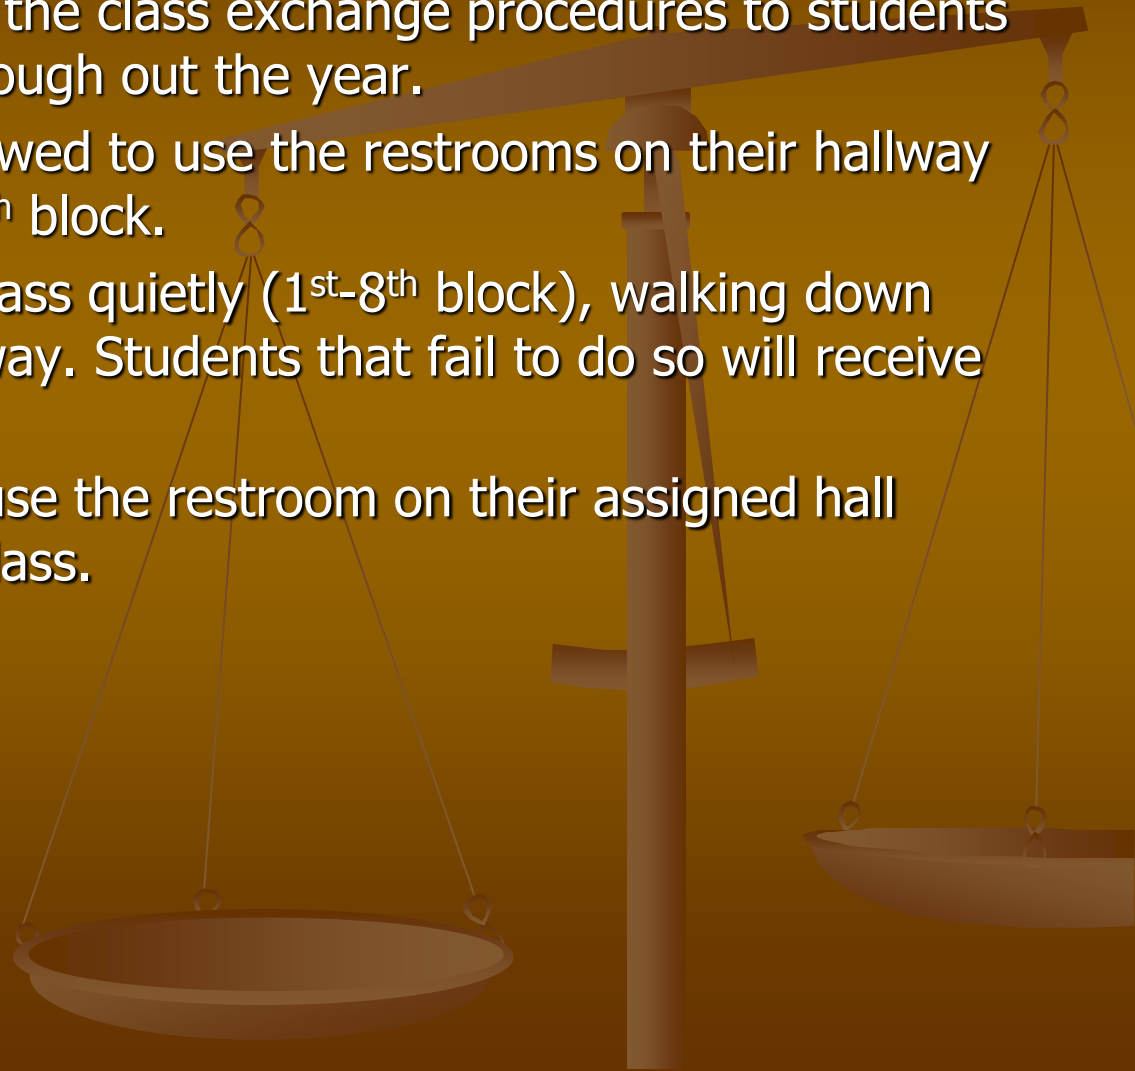 the class exchange procedures to students
ough out the year.
wed to use the restrooms on their hallway
h block.
ass quietly (1st-8th block), walking down
way. Students that fail to do so will receive
use the restroom on their assigned hall
lass.